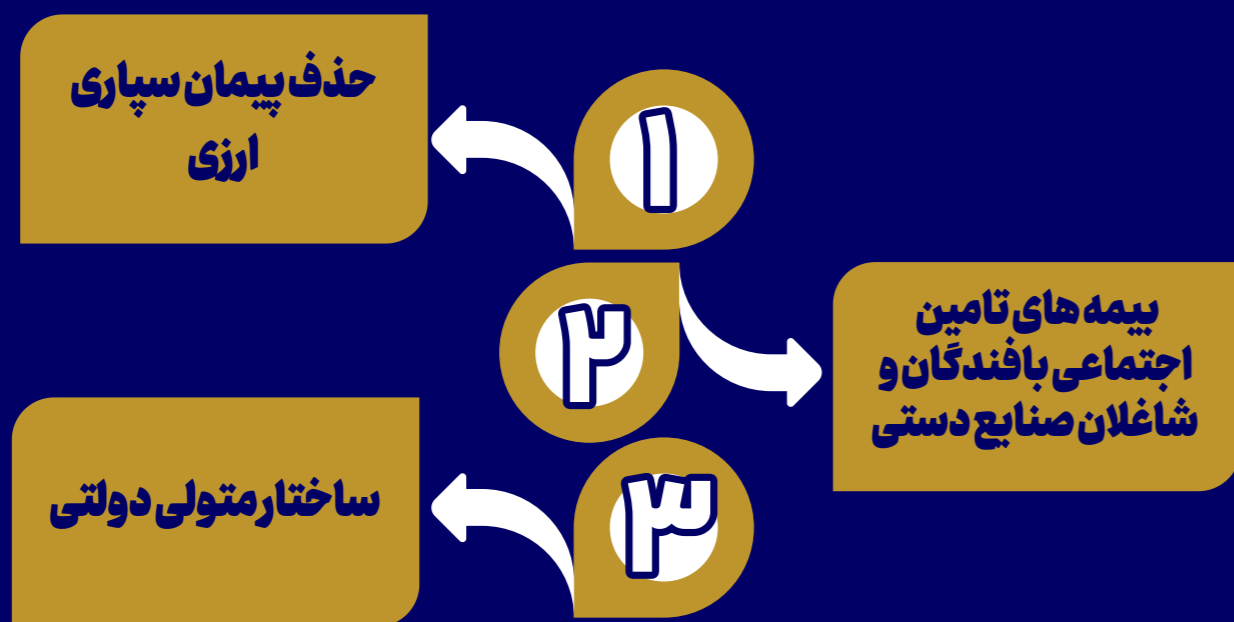 ۱
حذف پیمان سپاری
ارزی
۲
بیمه های تامین
اجتماعی بافندگان و
شاغلان صنایع دستی
۳
ساختار متولی دولتی